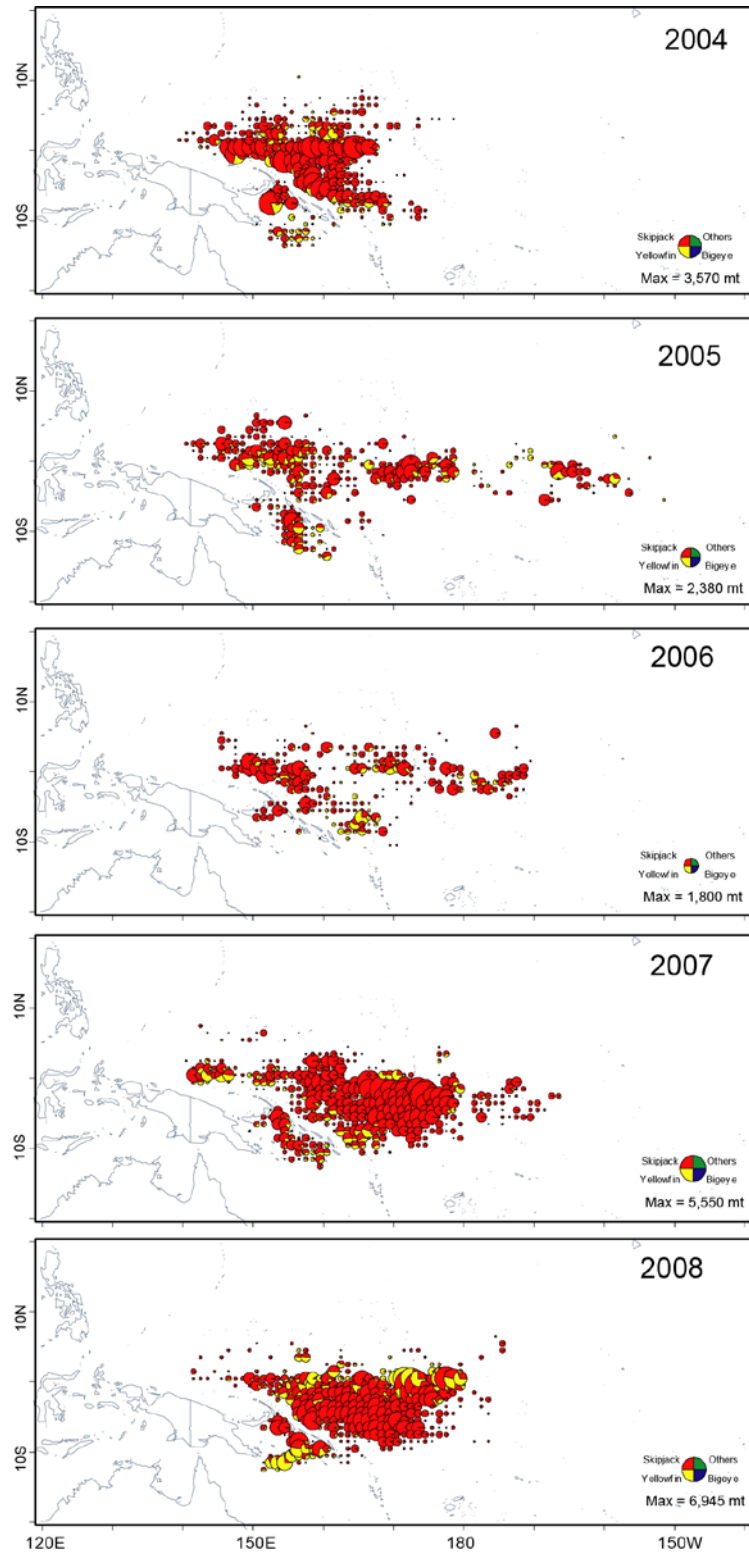 2004
10N
10S
Skipjack Others
Yellowfin Bigeye
Max = 3,570 mt
2005
10N
10S
Skipjack Others
Yellowfin Bigeye
Max = 2,380 mt
2006
10N
10S
Skipjack Others
Yellowfin Bigeye
Max = 1,800 mt
2007
10N
10S
Skipjack Others
Yellowfin Bigeye
Max = 5,550 mt
2008
10N
10S
Skipjack Others
Yellowfin Bigeye
Max = 6,945 mt
120E 150E 180 150W